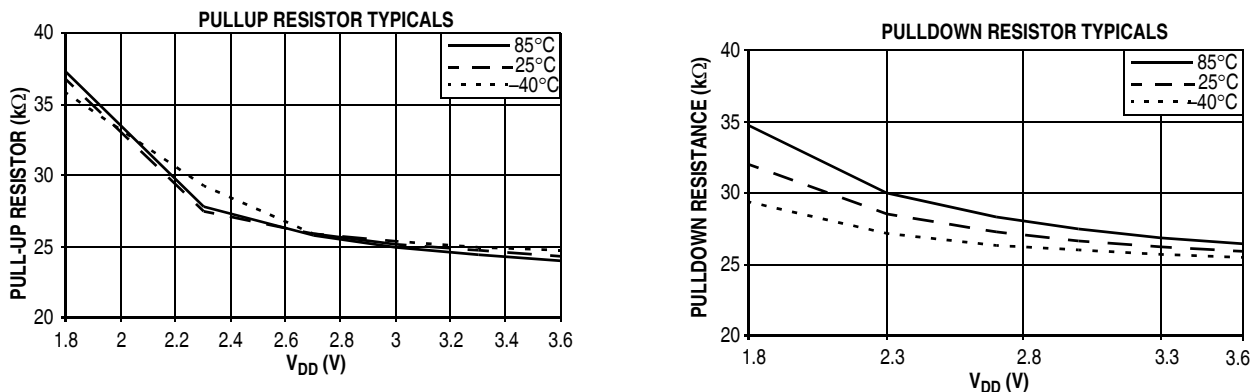 PULLUP RESISTOR TYPICALS
PULL-UP RESISTOR (kΩ)
40
35
30
25
20
85°C
25°C
–40°C
1.8 2 2.2 2.4 2.6 2.8 3 3.2 3.4 3.6
VDD (V)
PULLDOWN RESISTOR TYPICALS
PULLDOWN RESISTANCE (kΩ)
40
35
30
25
20
85°C
25°C
–40°C
1.8 2.3 2.8 3.3 3.6
VDD (V)